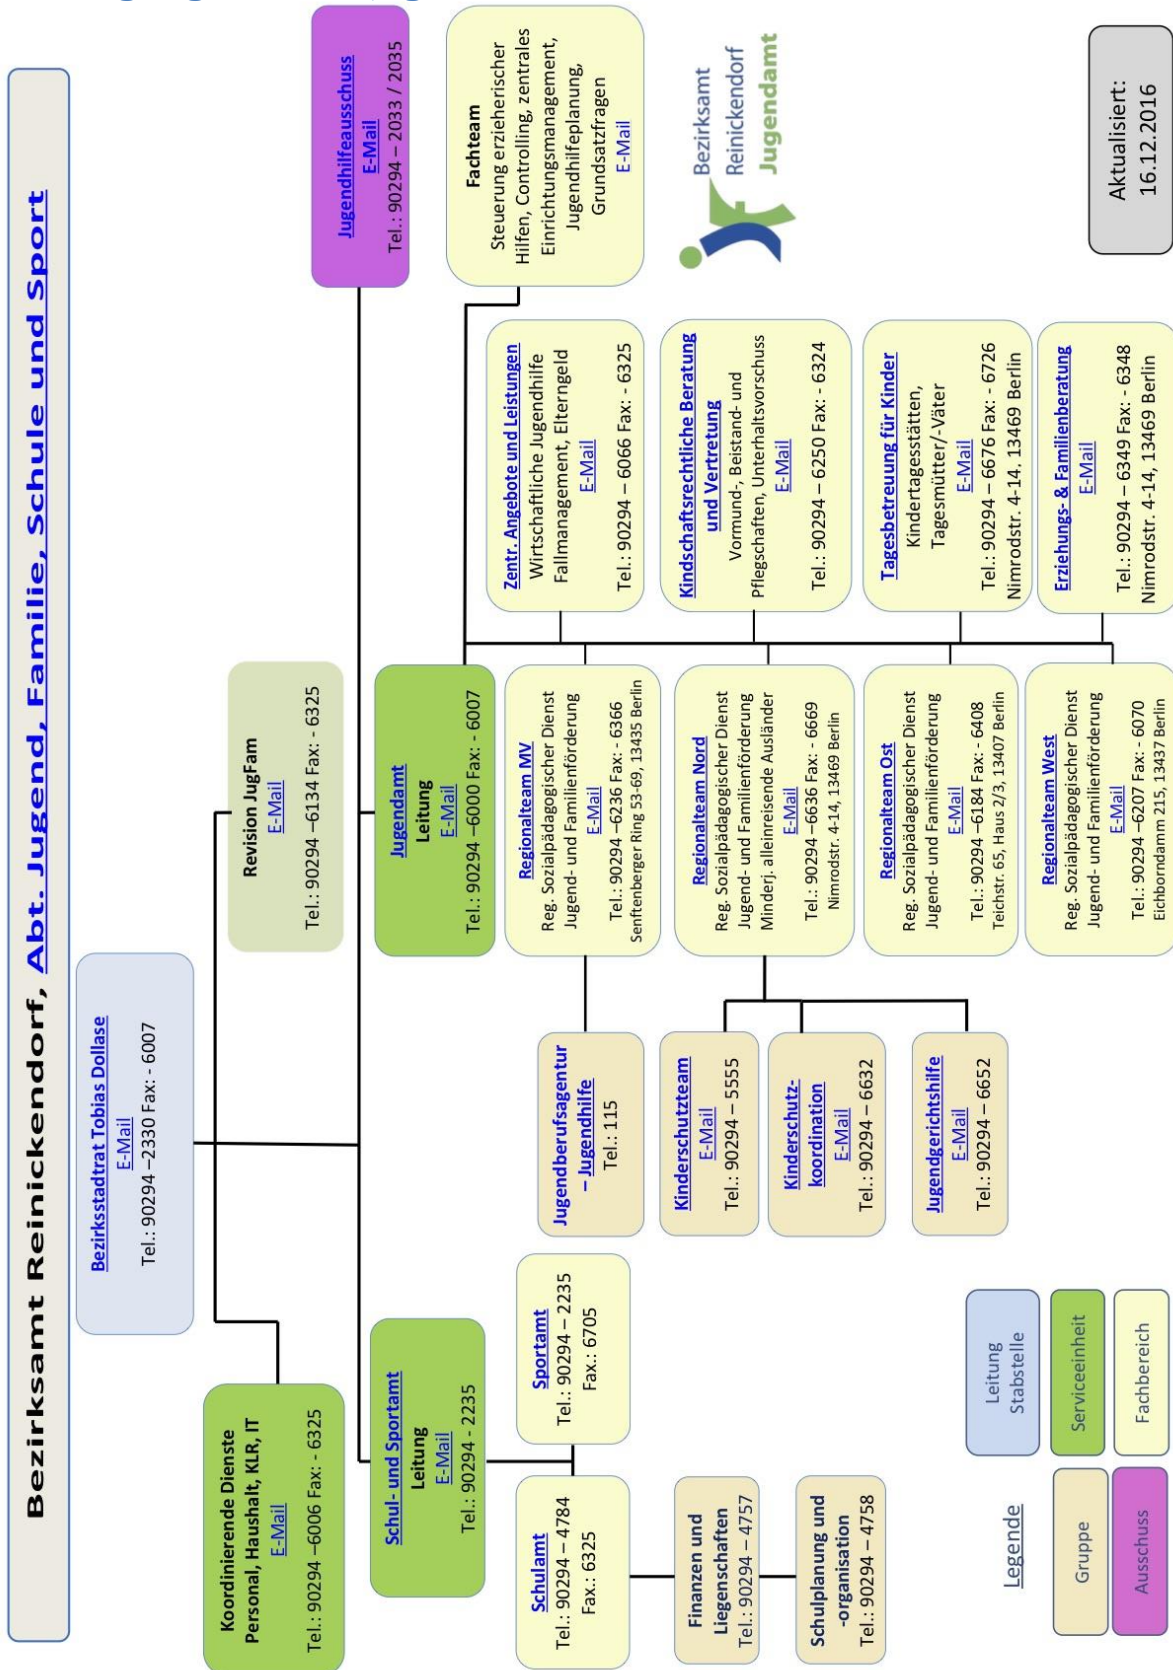 Bezirksamt Reinickendorf, Abt. Jugend, Familie, Schule und Sport
Bezirksstadtrat Tobias Dollase
E-Mail
Tel.: 90294 –2330 Fax: - 6007
Koordinierende Dienste
Personal, Haushalt, KLR, IT
E-Mail
Tel.: 90294 –6006 Fax: - 6325
Revision JugFam
E-Mail
Tel.: 90294 –6134 Fax: - 6325
Jugendhilfeausschuss
E-Mail
Tel.: 90294 – 2033 / 2035
Schul- und Sportamt
Leitung
E-Mail
Tel.: 90294 - 2235
Jugendamt
Leitung
E-Mail
Tel.: 90294 –6000 Fax: - 6007
Fachteam
Steuerung erzieherischer
Hilfen, Controlling, zentrales
Einrichtungsmanagement,
Jugendhilfeplanung,
Grundsatzfragen
E-Mail
Schulamt
Tel.: 90294 – 4784
Fax.: 6325
Sportamt
Tel.: 90294 – 2235
Fax.: 6705
Finanzen und
Liegenschaften
Tel.: 90294 – 4757
Schulplanung und
-organisation
Tel.: 90294 – 4758
Jugendberufsagentur
– Jugendhilfe
Tel.: 115
Kinderschutzteam
E-Mail
Tel.: 90294 – 5555
Kinderschutz-
koordination
E-Mail
Tel.: 90294 – 6632
Jugendgerichtshilfe
E-Mail
Tel.: 90294 – 6652
Regionalteam MV
Reg. Sozialpädagogischer Dienst
Jugend- und Familienförderung
E-Mail
Tel.: 90294 –6236 Fax: - 6366
Senftenberger Ring 53-69, 13435 Berlin
Regionalteam Nord
Reg. Sozialpädagogischer Dienst
Jugend- und Familienförderung
Minderj. alleinreisende Ausländer
E-Mail
Tel.: 90294 –6636 Fax: - 6669
Nimrodstr. 4-14, 13469 Berlin
Regionalteam Ost
Reg. Sozialpädagogischer Dienst
Jugend- und Familienförderung
E-Mail
Tel.: 90294 –6184 Fax: - 6408
Teichstr. 65, Haus 2/3, 13407 Berlin
Regionalteam West
Reg. Sozialpädagogischer Dienst
Jugend- und Familienförderung
E-Mail
Tel.: 90294 –6207 Fax: - 6070
Eichborndamm 215, 13437 Berlin
Zentr. Angebote und Leistungen
Wirtschaftliche Jugendhilfe
Fallmanagement, Elterngeld
E-Mail
Tel.: 90294 – 6066 Fax: - 6325
Kindschaftsrechtliche Beratung
und Vertretung
Vormund-, Beistand- und
Pflegschaften, Unterhaltsvorschuss
E-Mail
Tel.: 90294 – 6250 Fax: - 6324
Tagesbetreuung für Kinder
Kindertagesstätten,
Tagesmütter/-Väter
E-Mail
Tel.: 90294 – 6676 Fax: - 6726
Nimrodstr. 4-14. 13469 Berlin
Erziehungs- & Familienberatung
E-Mail
Tel.: 90294 – 6349 Fax: - 6348
Nimrodstr. 4-14, 13469 Berlin
Bezirksamt
Reinickendorf
Jugendamt
Legende
Leitung
Stabstelle
Gruppe
Serviceeinheit
Ausschuss
Fachbereich
Aktualisiert:
16.12.2016